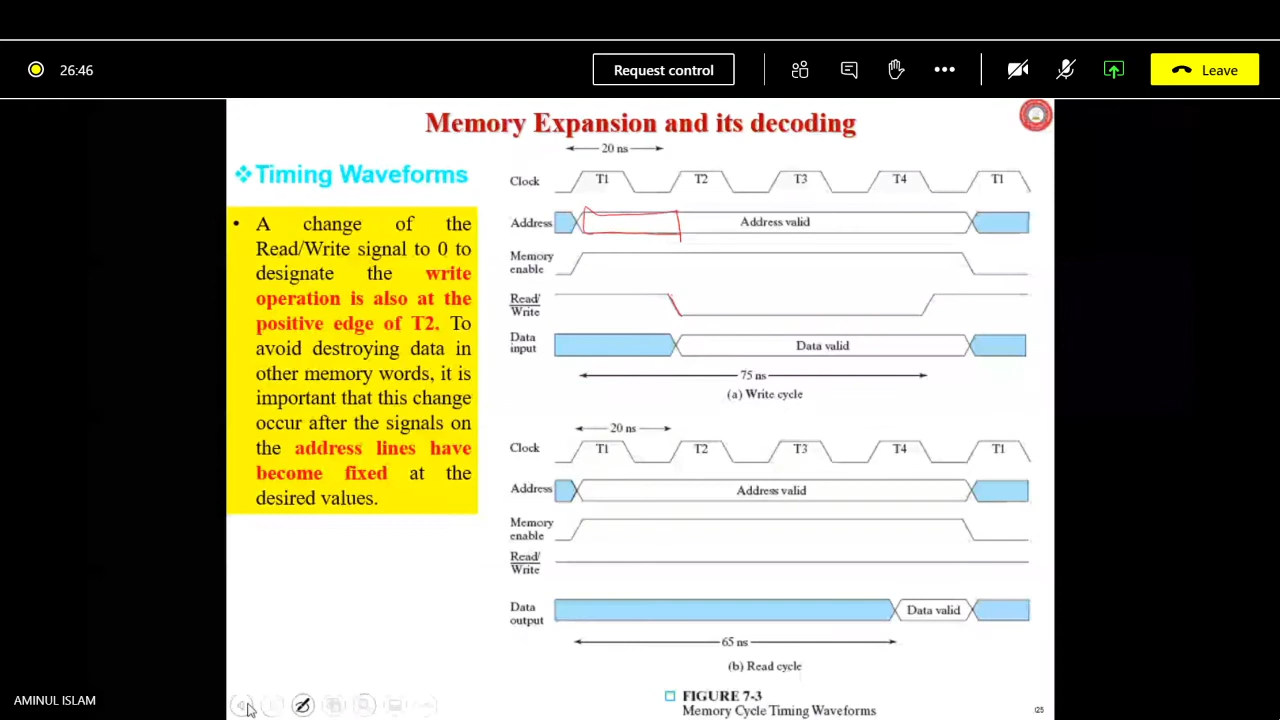 26:46
Request control
Leave
Memory Expansion and its decoding
❖Timing Waveforms
• A change of the
Read/Write signal to 0 to
designate the write
operation is also at the
positive edge of T2. To
avoid destroying data in
other memory words, it is
important that this change
occur after the signals on
the address lines have
become fixed at the
desired values.
20 ns
Clock T1 T2 T3 T4 T1
Address Address valid
Memory
enable
Read/
Write
Data
input Data valid
75 ns
(a) Write cycle
20 ns
Clock T1 T2 T3 T4 T1
Address Address valid
Memory
enable
Read/
Write
Data
output Data valid
65 ns
(b) Read cycle
FIGURE 7-3
Memory Cycle Timing Waveforms
AMINUL ISLAM